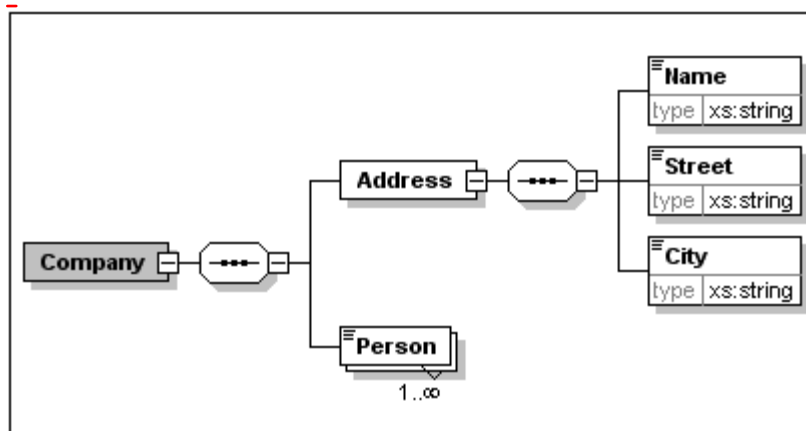 Name
type xs:string
Address
Street
type xs:string
Company
City
type xs:string
Person
1..∞